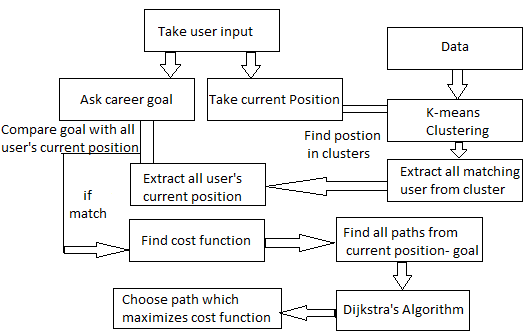 Take user input
Data
Ask career goal
Take current Position
K-means
Clustering
Compare goal with all
user's current position
Find postion
in clusters
Extract all user's
current position
Extract all matching
user from cluster
if
match
Find cost function
Find all paths from
current position- goal
Choose path which
maximizes cost function
Dijkstra's Algorithm